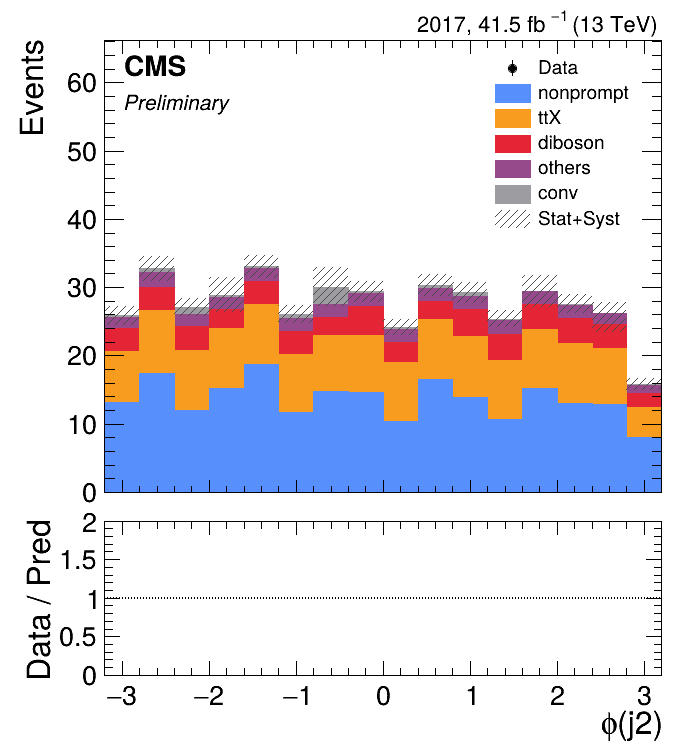 2017, 41.5 fb⁻¹ (13 TeV)
CMS
Preliminary
Events
Data
nonprompt
ttX
diboson
others
conv
Stat+Syst
60
50
40
30
20
10
0
Data / Pred
2
1.5
1
0.5
0
−3 −2 −1 0 1 2 3
ϕ(j2)